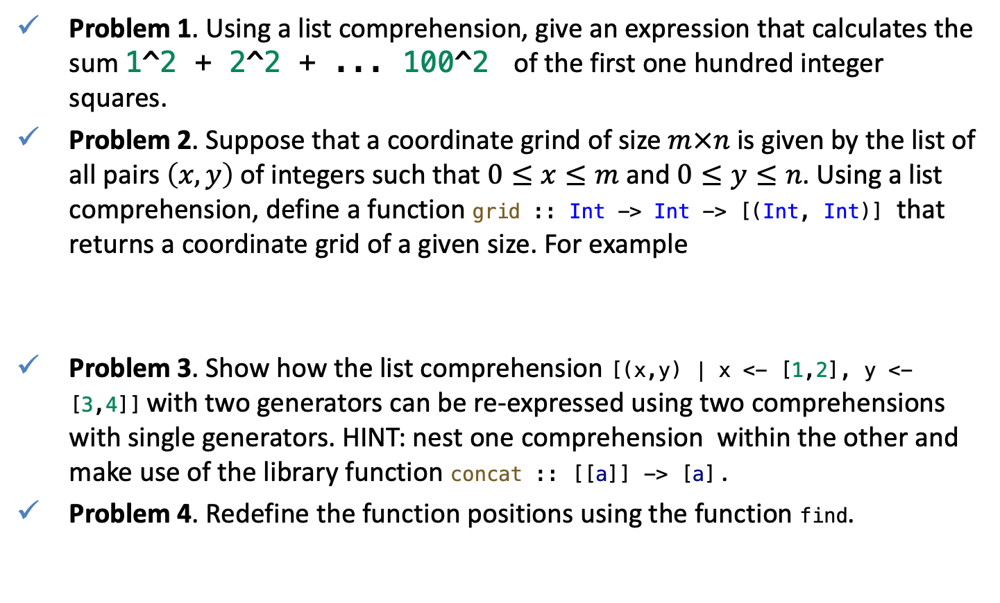 ✓ Problem 1. Using a list comprehension, give an expression that calculates the
sum 1^2 + 2^2 + ... 100^2 of the first one hundred integer
squares.
✓ Problem 2. Suppose that a coordinate grind of size m×n is given by the list of
all pairs (x, y) of integers such that 0 ≤ x ≤ m and 0 ≤ y ≤ n. Using a list
comprehension, define a function grid :: Int -> Int -> [(Int, Int)] that
returns a coordinate grid of a given size. For example
✓ Problem 3. Show how the list comprehension [(x,y) | x <- [1,2], y <-
[3,4]] with two generators can be re-expressed using two comprehensions
with single generators. HINT: nest one comprehension within the other and
make use of the library function concat :: [[a]] -> [a].
✓ Problem 4. Redefine the function positions using the function find.